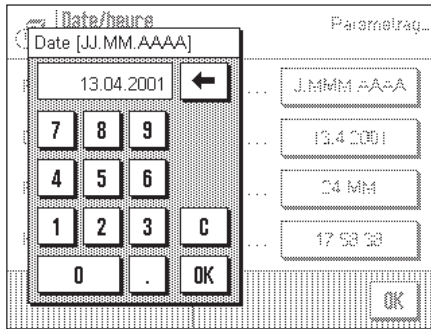 Date/heure
Paramétrag...
Date [JJ.MM.AAAA]
13.04.2001
... J.MMM.AAAA
7 8 9
... 13.4.2001
4 5 6
... 24 MM
1 2 3 C
... 17:58:38
0 . OK
OK